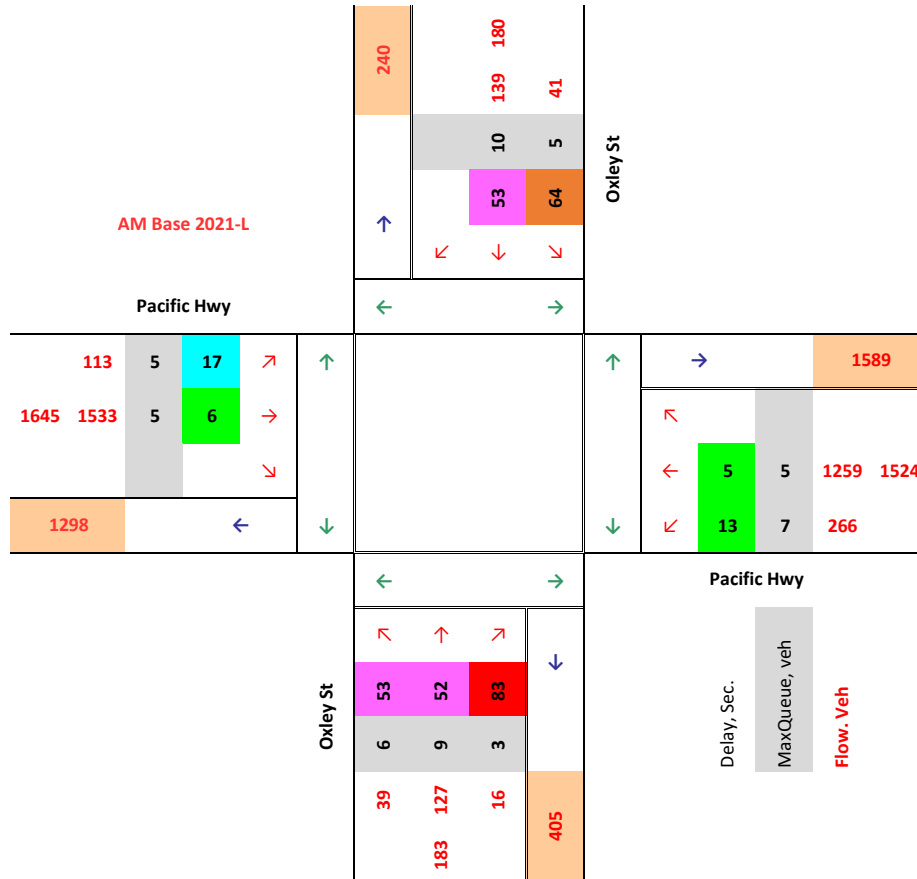 240
139 180
41
10
5
53
64
Oxley St
AM Base 2021-L
↑
↙ ↓ ↘
Pacific Hwy
← →
113 5 17 ↗
↑
↑
→
1589
1645 1533 5 6 →
↖
↘
← 5 5 1259 1524
1298 ←
↓
↓
↙ 13 7 266
← →
Pacific Hwy
↖ ↑ ↗
↓
Oxley St
53 52 83
6 9 3
39 127 16
183
405
Delay, Sec.
MaxQueue, veh
Flow. Veh